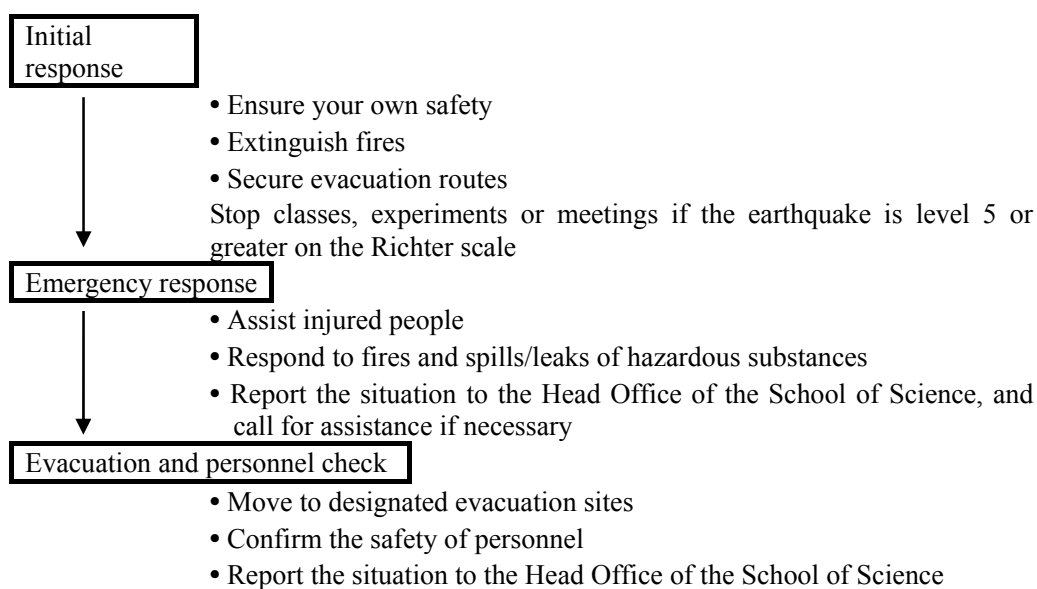 Initial
response
• Ensure your own safety
• Extinguish fires
• Secure evacuation routes
Stop classes, experiments or meetings if the earthquake is level 5 or
greater on the Richter scale
Emergency response
• Assist injured people
• Respond to fires and spills/leaks of hazardous substances
• Report the situation to the Head Office of the School of Science, and
call for assistance if necessary
Evacuation and personnel check
• Move to designated evacuation sites
• Confirm the safety of personnel
• Report the situation to the Head Office of the School of Science